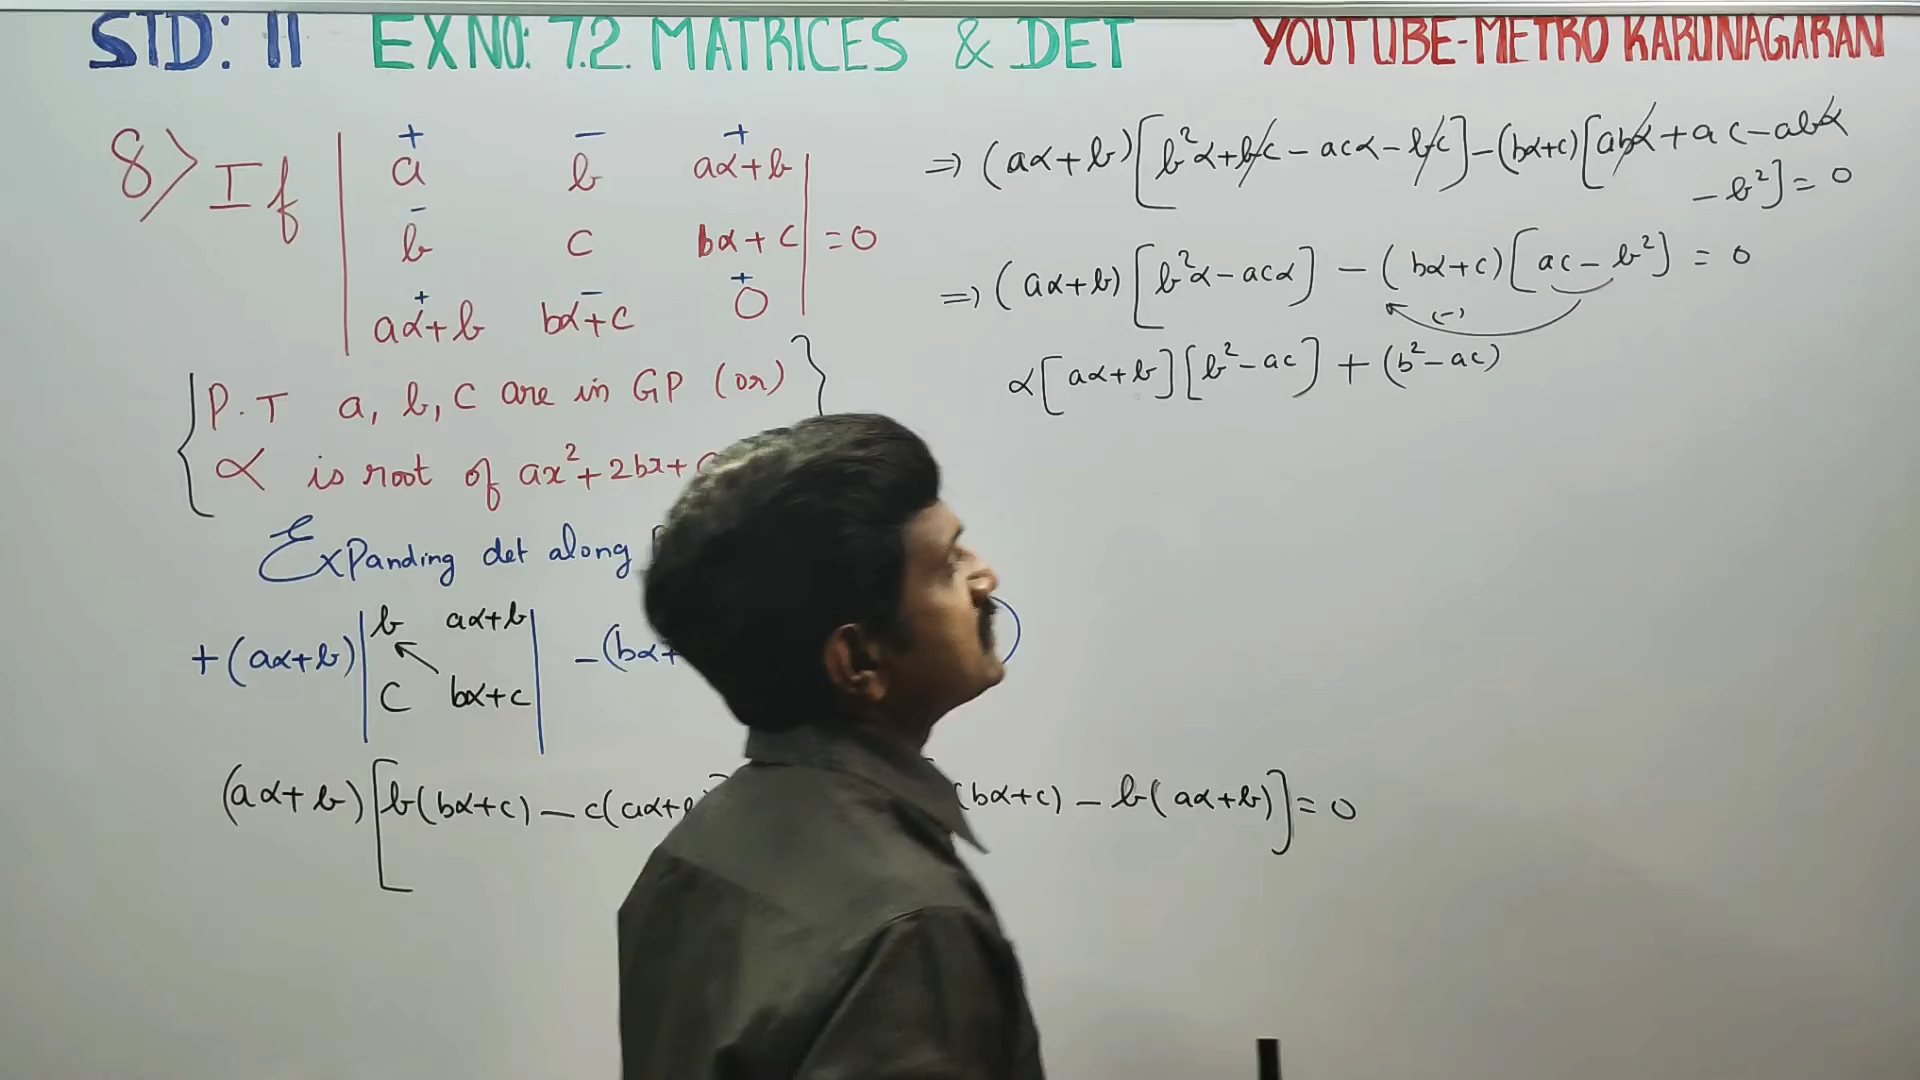 STD: 11 EX NO: 7.2. MATRICES & DET YOUTUBE-METRO KARUNAGARAN
8) If
+ − +
a b aα+b
−
b c bα+c = 0
+ − +
aα+b bα+c 0
P.T a, b, c are in GP (or)
α is root of ax²+2bx+
Expanding det along
+(aα+b) | b aα+b | −(bα+
c bα+c
(aα+b)[b(bα+c) − c(aα+ (bα+c) − b(aα+b)] = 0
⇒ (aα+b)[b²α+bc − acα − bc] − (bα+c)[abα + ac − abα
− b²] = 0
⇒ (aα+b)[b²α − acα] − (bα+c)[ac − b²] = 0
(−)
α[aα+b][b²−ac] + (b²−ac)